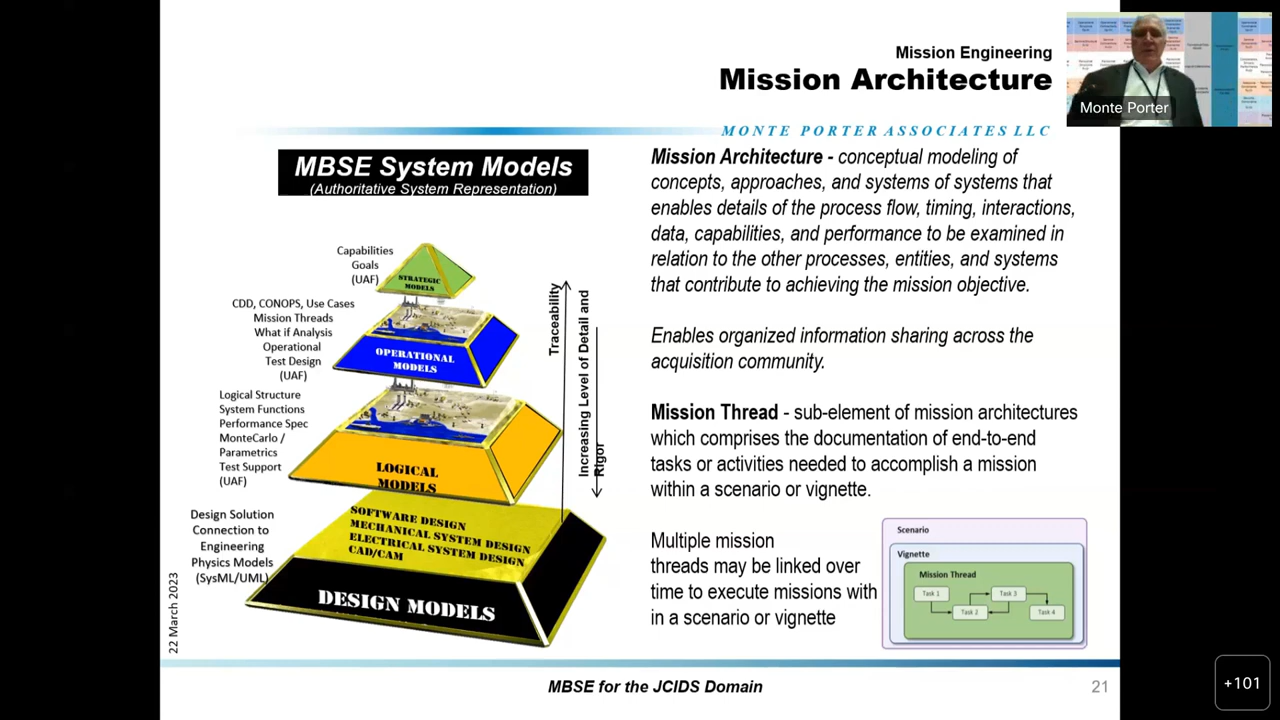 Mission Engineering
Mission Architecture
MONTE PORTER ASSOCIATES LLC
Monte Porter
MBSE System Models
(Authoritative System Representation)
Capabilities
Goals
(UAF)
STRATEGIC
MODELS
CDD, CONOPS, Use Cases
Mission Threads
What if Analysis
Operational
Test Design
(UAF)
OPERATIONAL
MODELS
Logical Structure
System Functions
Performance Spec
MonteCarlo /
Parametrics
Test Support
(UAF)
LOGICAL
MODELS
Design Solution
Connection to
Engineering
Physics Models
(SysML/UML)
SOFTWARE DESIGN
MECHANICAL SYSTEM DESIGN
ELECTRICAL SYSTEM DESIGN
CAD/CAM
DESIGN MODELS
Traceability
Increasing Level of Detail and
Rigor
22 March 2023
Mission Architecture - conceptual modeling of
concepts, approaches, and systems of systems that
enables details of the process flow, timing, interactions,
data, capabilities, and performance to be examined in
relation to the other processes, entities, and systems
that contribute to achieving the mission objective.
Enables organized information sharing across the
acquisition community.
Mission Thread - sub-element of mission architectures
which comprises the documentation of end-to-end
tasks or activities needed to accomplish a mission
within a scenario or vignette.
Multiple mission
threads may be linked over
time to execute missions with
in a scenario or vignette
Scenario
Vignette
Mission Thread
Task 1
Task 3
Task 2
Task 4
MBSE for the JCIDS Domain
21
+101